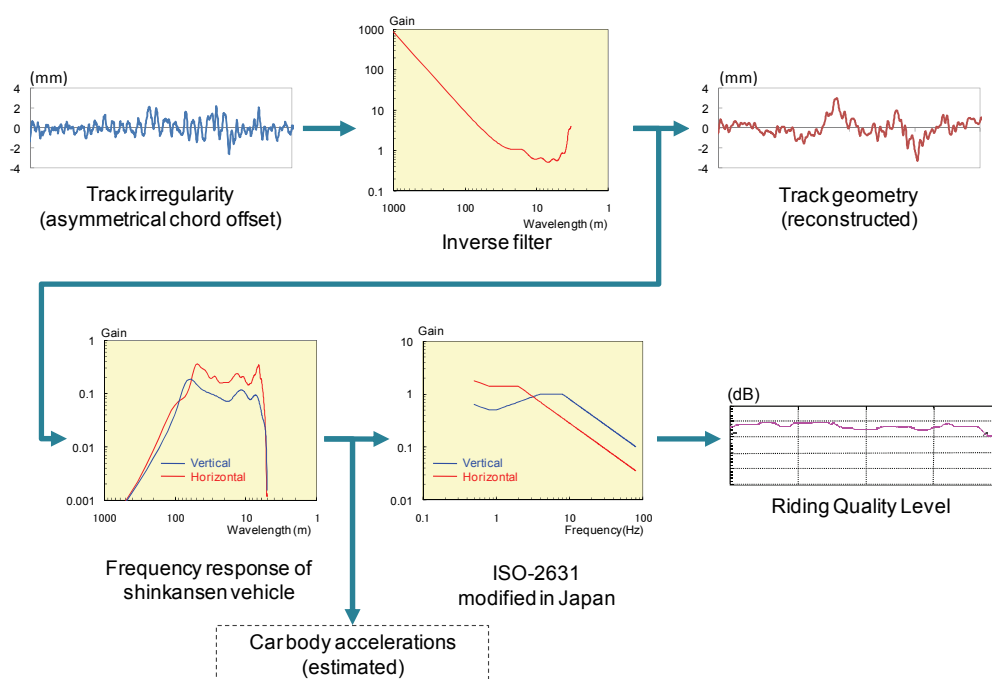 (mm)
4
2
0
-2
-4
Track irregularity
(asymmetrical chord offset)
Gain
1000
100
10
1
0.1
1000
100
10
1
Wavelength (m)
Inverse filter
(mm)
4
2
0
-2
-4
Track geometry
(reconstructed)
Gain
1
0.1
0.01
0.001
Vertical
Horizontal
1000
100
10
1
Wavelength (m)
Frequency response of
shinkansen vehicle
Gain
10
1
0.1
0.01
Vertical
Horizontal
0.1
1
10
100
Frequency(Hz)
ISO-2631
modified in Japan
(dB)
Riding Quality Level
Car body accelerations
(estimated)